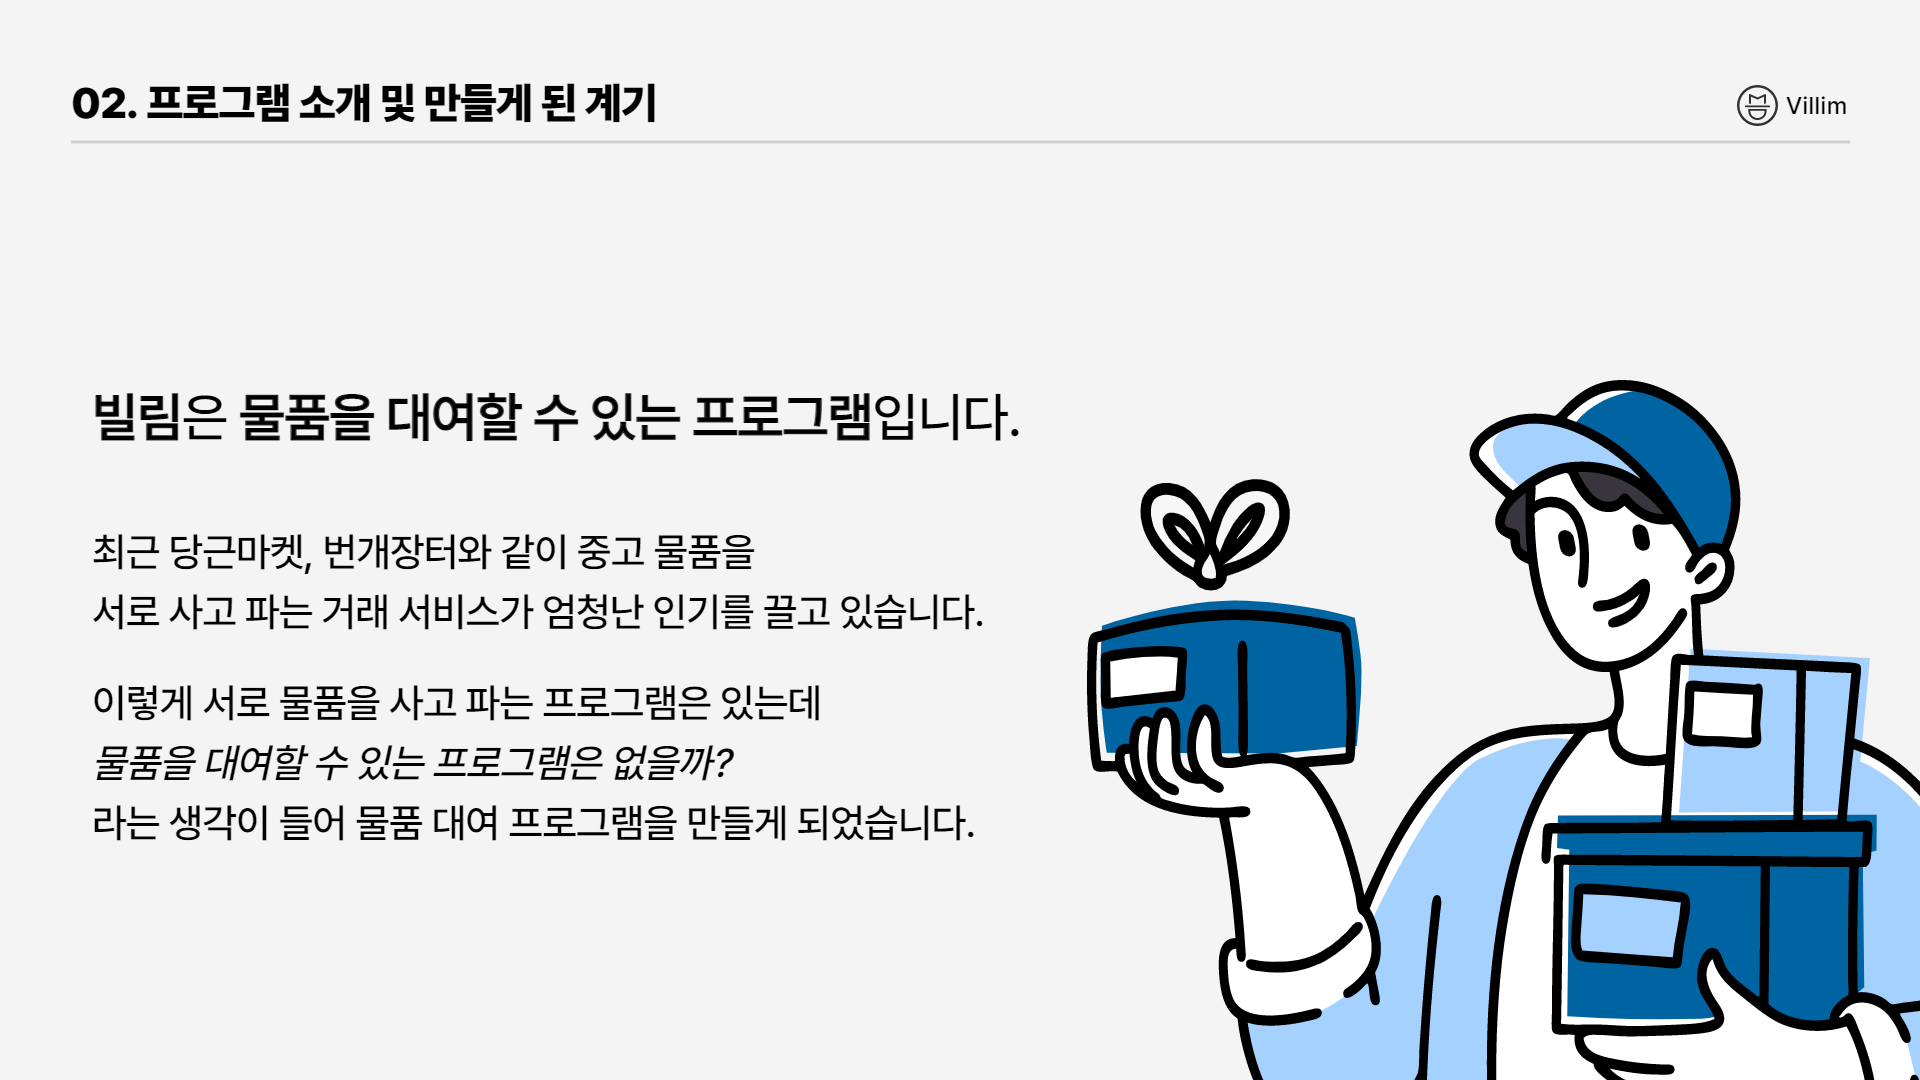 02. 프로그램 소개 및 만들게 된 계기
Villim
빌림은 물품을 대여할 수 있는 프로그램입니다.
최근 당근마켓, 번개장터와 같이 중고 물품을
서로 사고 파는 거래 서비스가 엄청난 인기를 끌고 있습니다.
이렇게 서로 물품을 사고 파는 프로그램은 있는데
물품을 대여할 수 있는 프로그램은 없을까?
라는 생각이 들어 물품 대여 프로그램을 만들게 되었습니다.